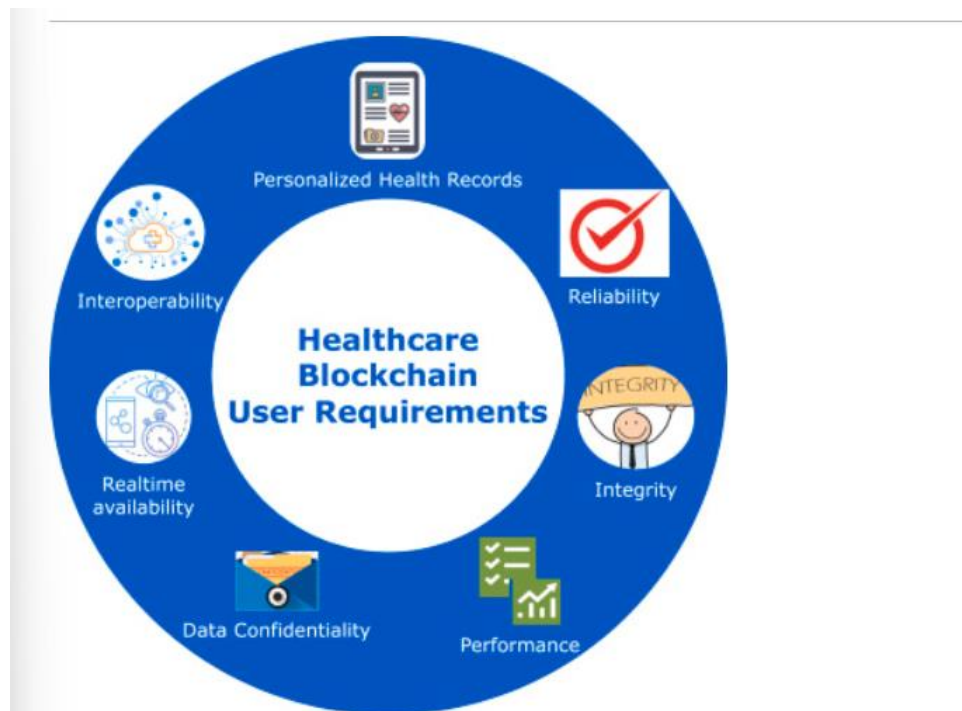 Personalized Health Records
Reliability
Interoperability
Healthcare
Blockchain
User Requirements
INTEGRITY
Integrity
Realtime
availability
Data Confidentiality
Performance